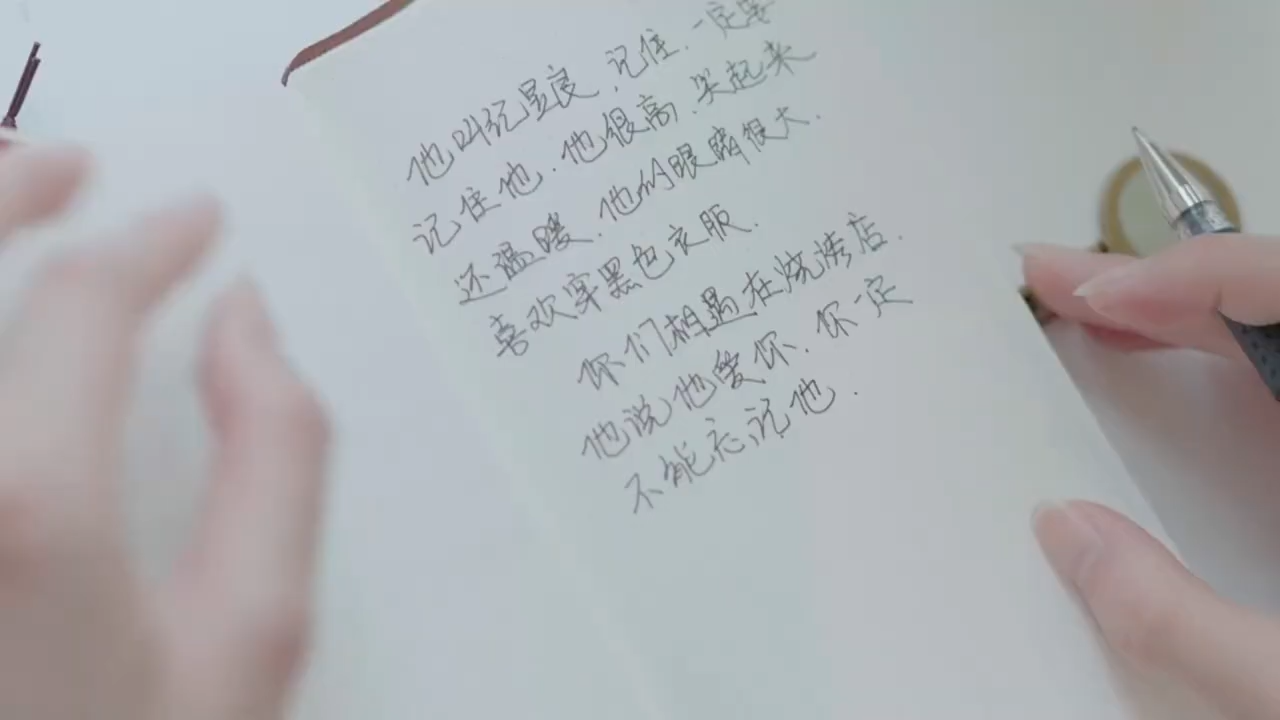 他叫纪星良，记住，一定要
记住他．他很高，笑起来
还温暖，他的眼睛很大．
喜欢穿黑色衣服．
你们相遇在烧烤店．
他说他爱你，你一定
不能忘记他．